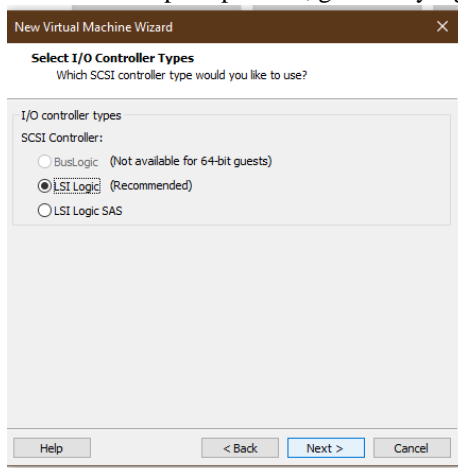 New Virtual Machine Wizard
Select I/O Controller Types
Which SCSI controller type would you like to use?
I/O controller types
SCSI Controller:
BusLogic (Not available for 64-bit guests)
LSI Logic (Recommended)
LSI Logic SAS
Help < Back Next > Cancel